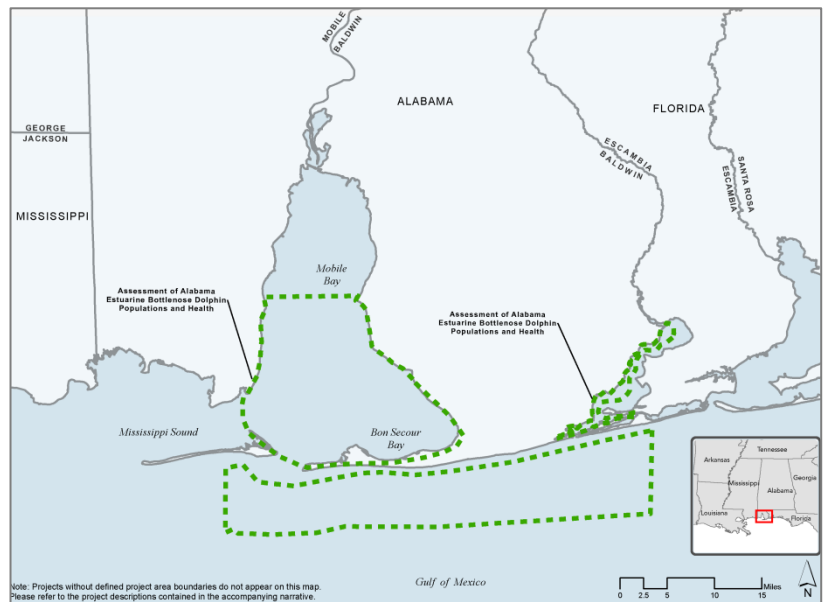 MOBILE
BALDWIN
ALABAMA
FLORIDA
GEORGE
JACKSON
ESCAMBIA
BALDWIN
SANTA ROSA
ESCAMBIA
MISSISSIPPI
Mobile
Bay
Assessment of Alabama
Estuarine Bottlenose Dolphin
Populations and Health
Assessment of Alabama
Estuarine Bottlenose Dolphin
Populations and Health
Mississippi Sound
Bon Secour
Bay
Tennessee
Arkansas
Mississippi
Alabama
Georgia
Louisiana
Florida
Gulf of Mexico
Note: Projects without defined project area boundaries do not appear on this map.
Please refer to the project descriptions contained in the accompanying narrative.
0 2.5 5 10 15
Miles
N